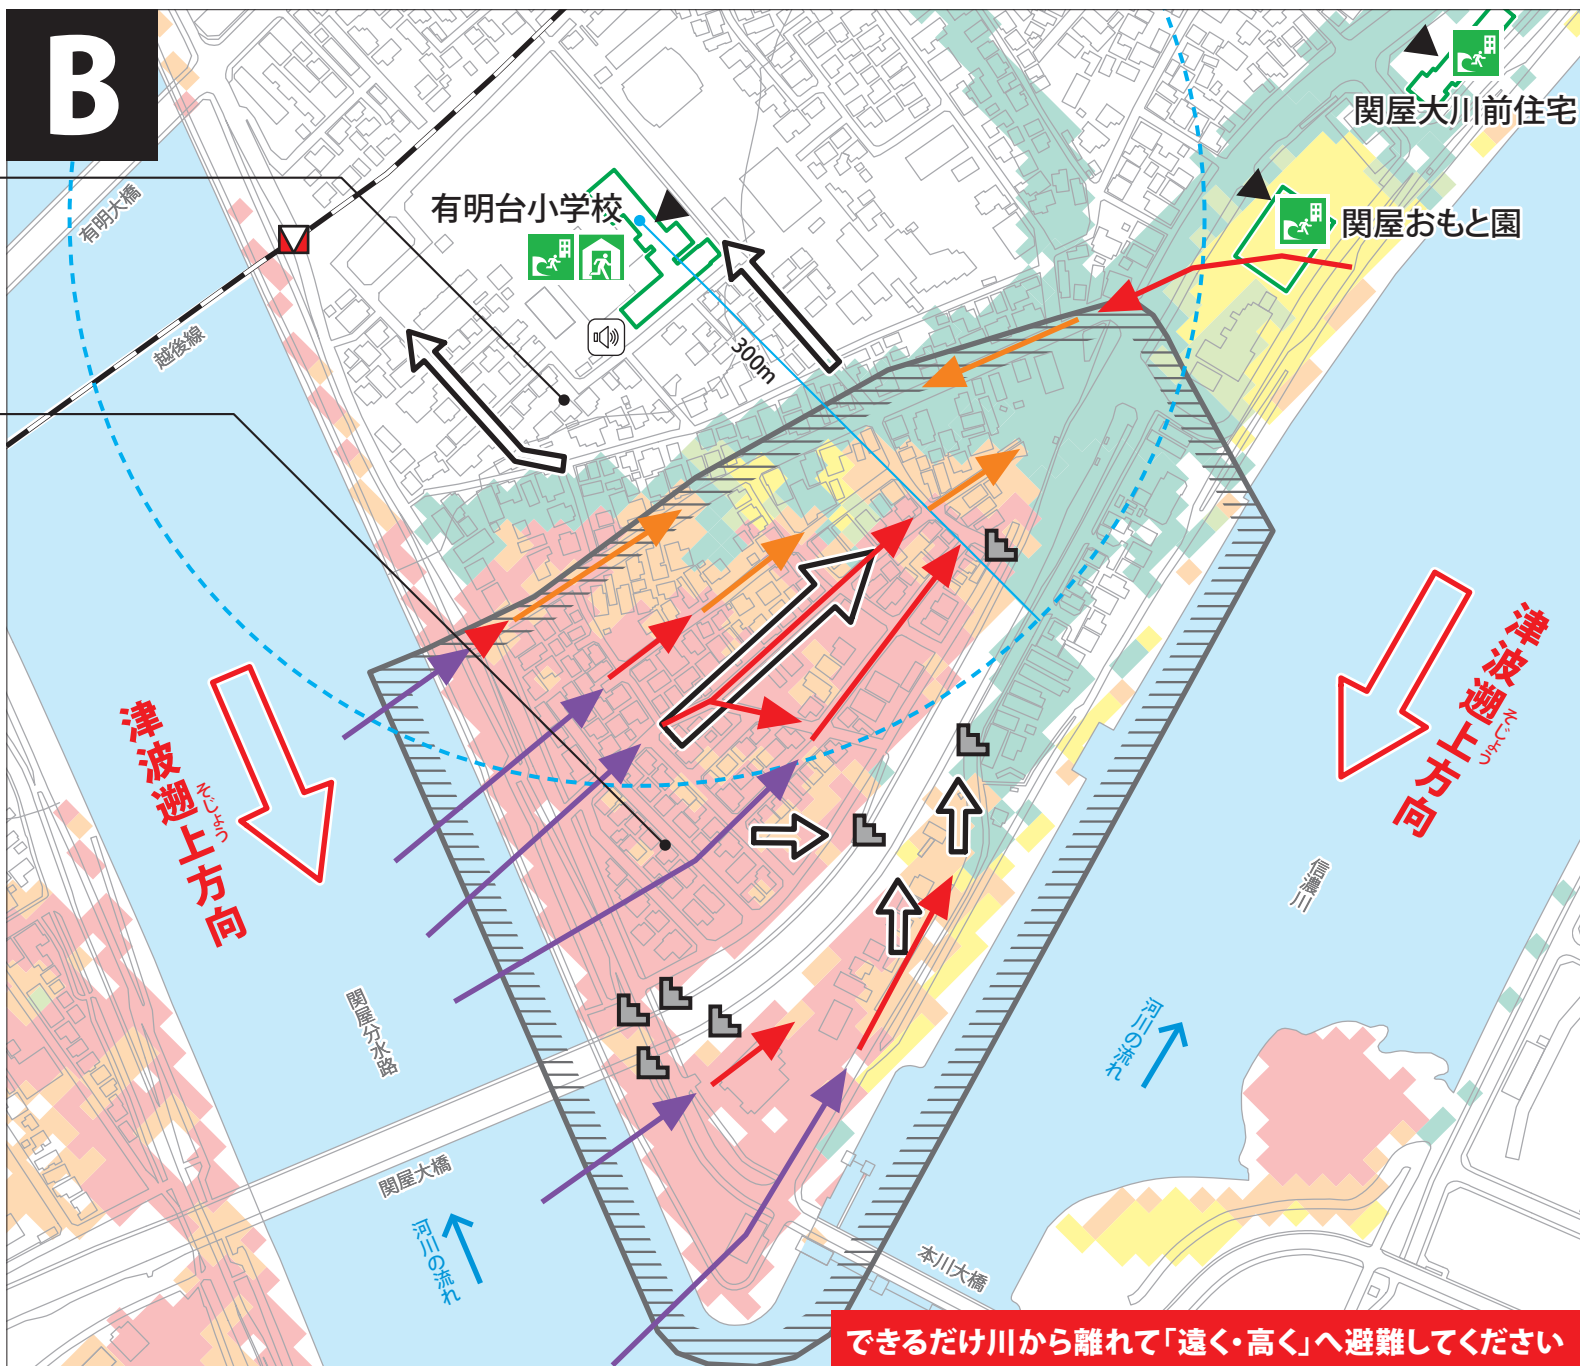 B
関屋大川前住宅
有明大橋
有明台小学校
関屋おもと園
越後線
300m
津波遡上方向
そじょう
津波遡上方向
そじょう
信濃川
関屋分水路
河川の流れ
関屋大橋
河川の流れ
本川大橋
できるだけ川から離れて「遠く・高く」へ避難してください